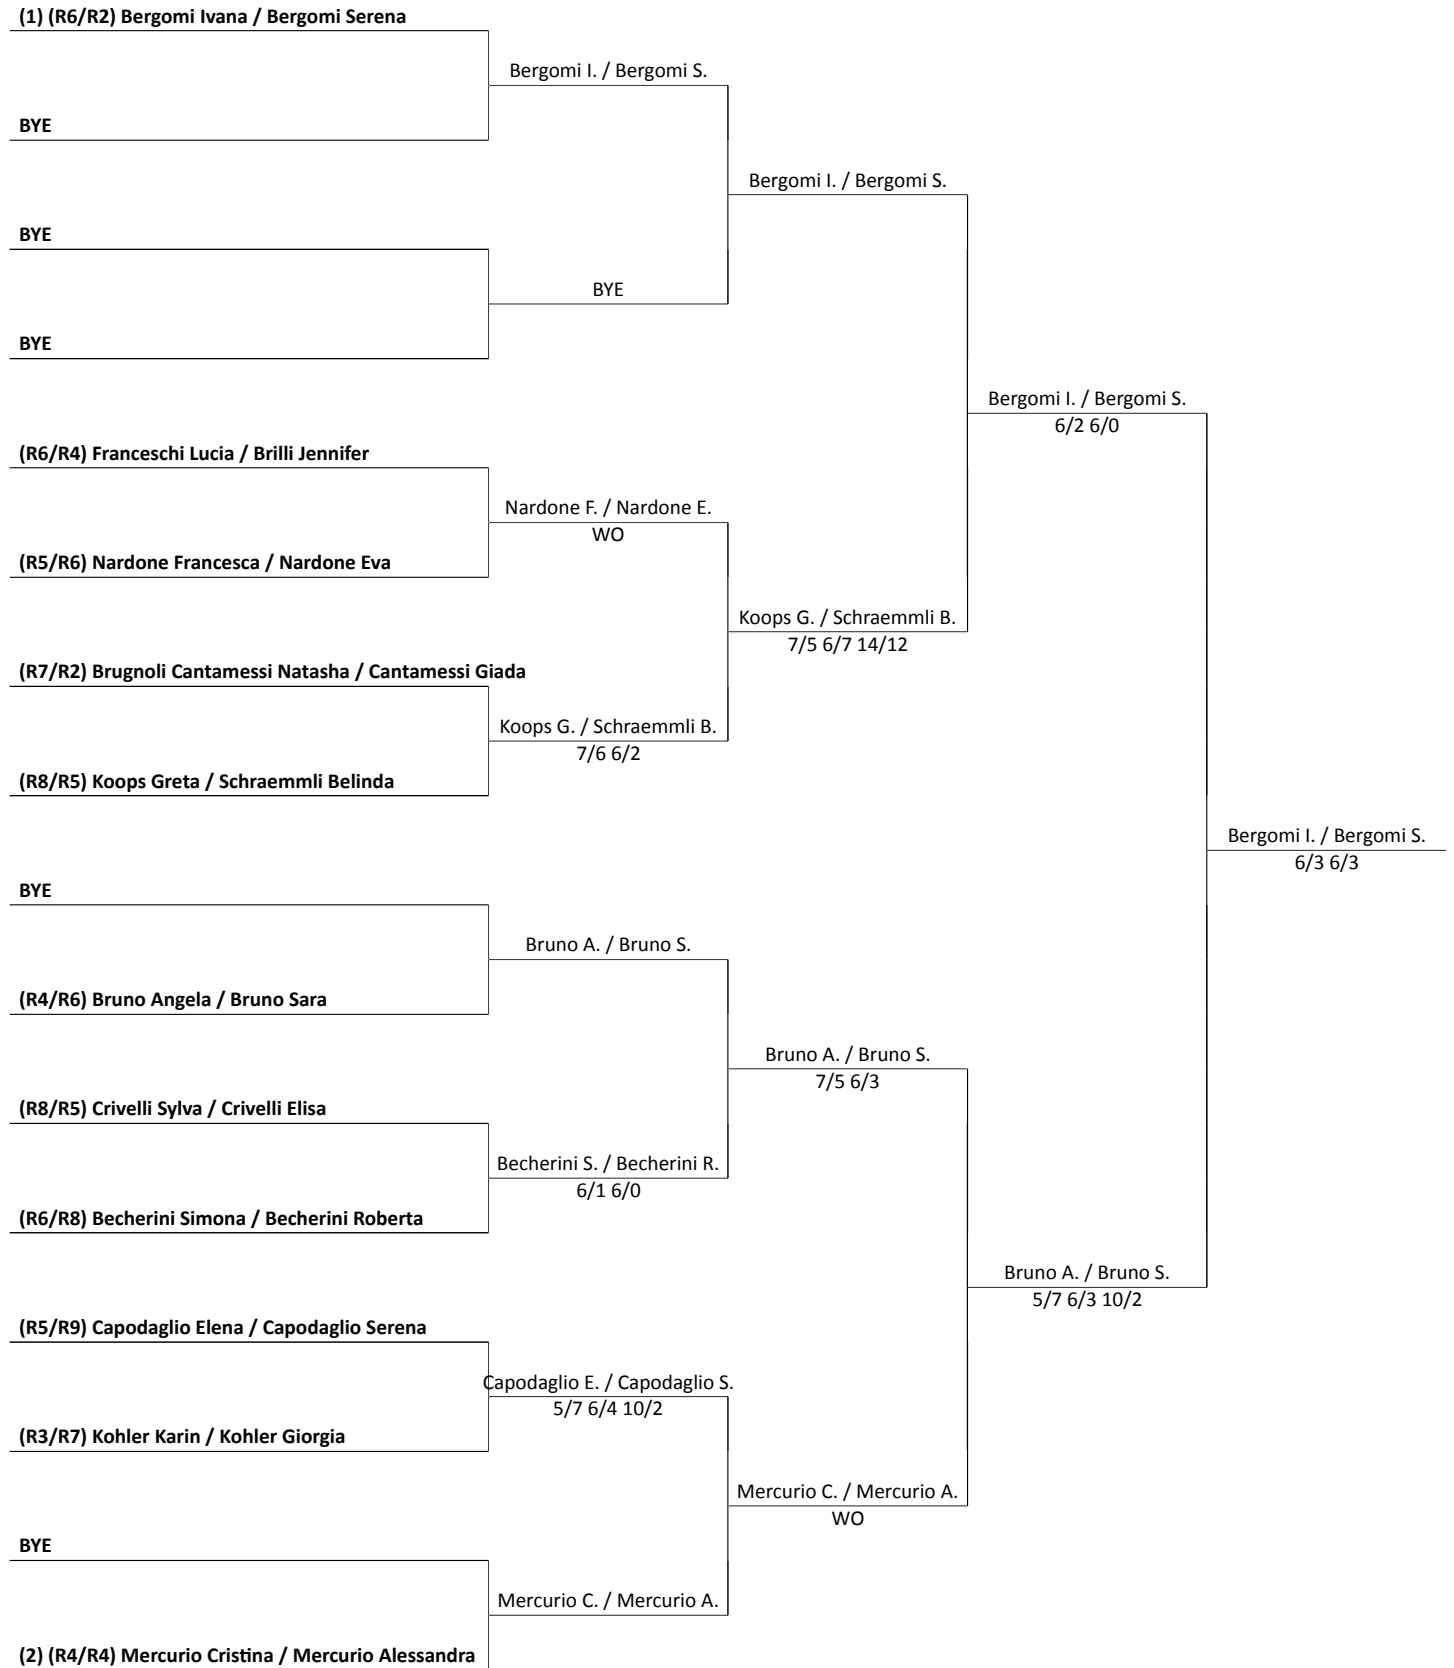 (1) (R6/R2) Bergomi Ivana / Bergomi Serena
Bergomi I. / Bergomi S.
BYE
Bergomi I. / Bergomi S.
BYE
BYE
BYE
Bergomi I. / Bergomi S.
6/2 6/0
(R6/R4) Franceschi Lucia / Brilli Jennifer
Nardone F. / Nardone E.
WO
(R5/R6) Nardone Francesca / Nardone Eva
Koops G. / Schraemmli B.
7/5 6/7 14/12
(R7/R2) Brugnoli Cantamessi Natasha / Cantamessi Giada
Koops G. / Schraemmli B.
7/6 6/2
(R8/R5) Koops Greta / Schraemmli Belinda
Bergomi I. / Bergomi S.
6/3 6/3
BYE
Bruno A. / Bruno S.
(R4/R6) Bruno Angela / Bruno Sara
Bruno A. / Bruno S.
7/5 6/3
(R8/R5) Crivelli Sylva / Crivelli Elisa
Becherini S. / Becherini R.
6/1 6/0
(R6/R8) Becherini Simona / Becherini Roberta
Bruno A. / Bruno S.
5/7 6/3 10/2
(R5/R9) Capodaglio Elena / Capodaglio Serena
Capodaglio E. / Capodaglio S.
5/7 6/4 10/2
(R3/R7) Kohler Karin / Kohler Giorgia
Mercurio C. / Mercurio A.
WO
BYE
Mercurio C. / Mercurio A.
(2) (R4/R4) Mercurio Cristina / Mercurio Alessandra